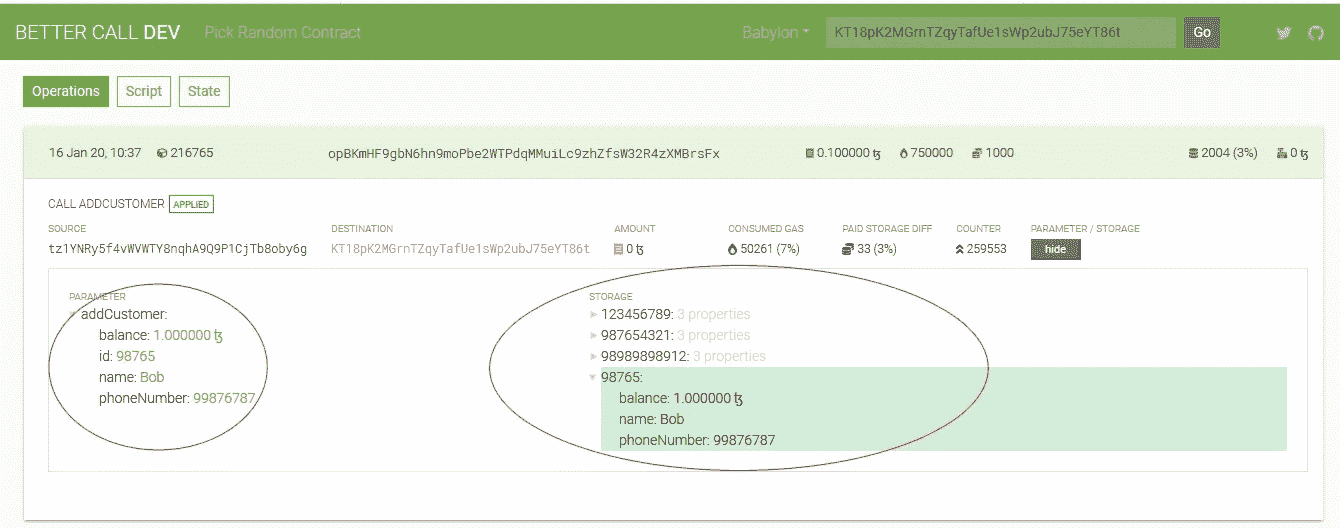 BETTER CALL DEV Pick Random Contract Babylon KT18pK2MGrnTZqyTafUe1sWp2ubJ75eYT86t Go
Operations Script State
16 Jan 20, 10:37 216765 opBKmHF9gbN6hn9moPbe2WTPdqMMuiLc9zhZfsW32R4zXMBrsFx 0.100000 ꜩ 750000 1000 2004 (3%) 0 ꜩ
CALL ADDCUSTOMER APPLIED
SOURCE DESTINATION AMOUNT CONSUMED GAS PAID STORAGE DIFF COUNTER PARAMETER / STORAGE
tz1YNRy5f4vWVWTY8nqhA9Q9P1CjTb8oby6g KT18pK2MGrnTZqyTafUe1sWp2ubJ75eYT86t 0 ꜩ 50261 (7%) 33 (3%) 259553 hide
PARAMETER STORAGE
addCustomer: 123456789: 3 properties
balance: 1.000000 ꜩ 987654321: 3 properties
id: 98765 98989898912: 3 properties
name: Bob 98765:
phoneNumber: 99876787 balance: 1.000000 ꜩ
name: Bob
phoneNumber: 99876787